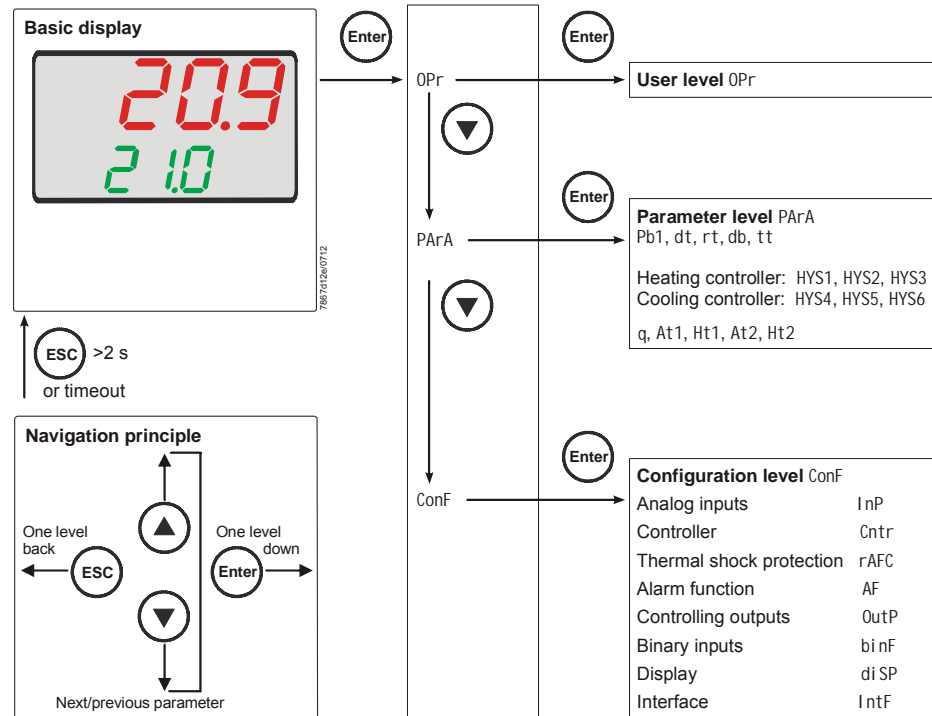 Basic display
20.9
21.0
7867d12e/0712
ESC >2 s
or timeout
Navigation principle
One level
back
ESC
One level
down
Enter
Next/previous parameter
Enter
OPr
PArA
ConF
Enter
User level OPr
Enter
Parameter level PArA
Pb1, dt, rt, db, tt
Heating controller: HYS1, HYS2, HYS3
Cooling controller: HYS4, HYS5, HYS6
q, At1, Ht1, At2, Ht2
Enter
Configuration level ConF
Analog inputs InP
Controller Cntr
Thermal shock protection rAFC
Alarm function AF
Controlling outputs OutP
Binary inputs binF
Display diSP
Interface IntF